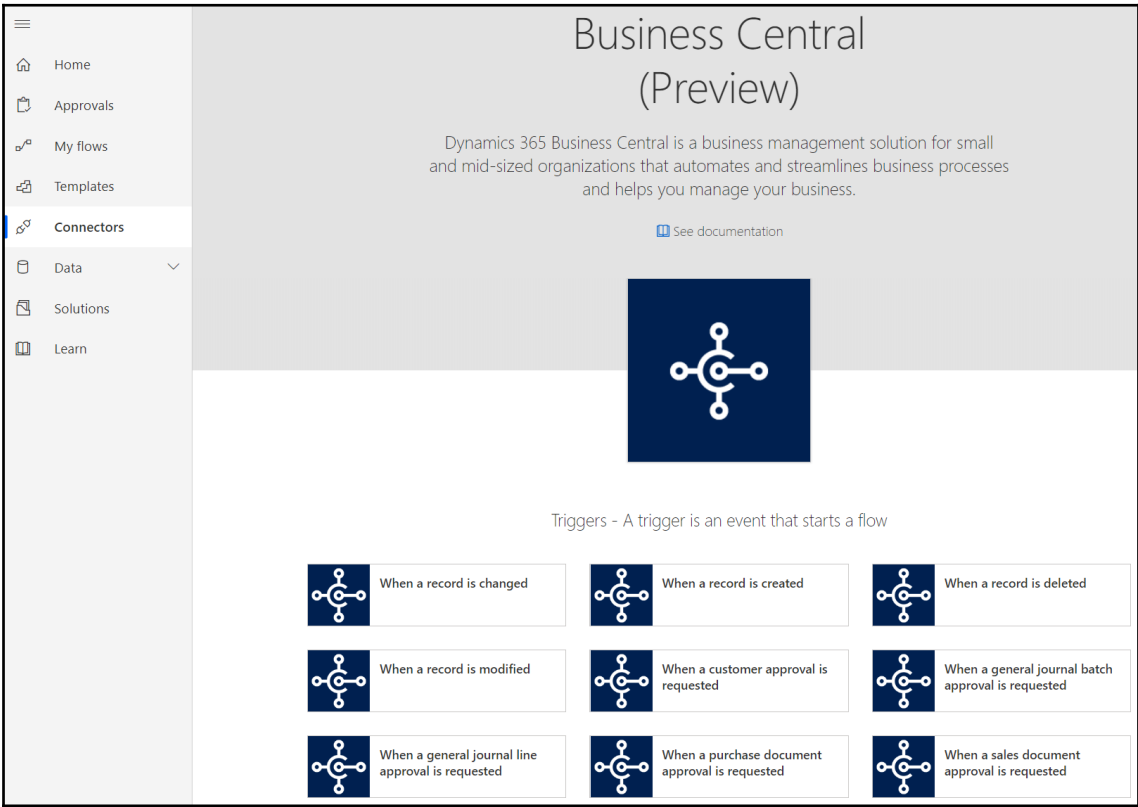 Home
Approvals
My flows
Templates
Connectors
Data
Solutions
Learn
Business Central
(Preview)
Dynamics 365 Business Central is a business management solution for small
and mid-sized organizations that automates and streamlines business processes
and helps you manage your business.
See documentation
Triggers - A trigger is an event that starts a flow
When a record is changed
When a record is created
When a record is deleted
When a record is modified
When a customer approval is
requested
When a general journal batch
approval is requested
When a general journal line
approval is requested
When a purchase document
approval is requested
When a sales document
approval is requested